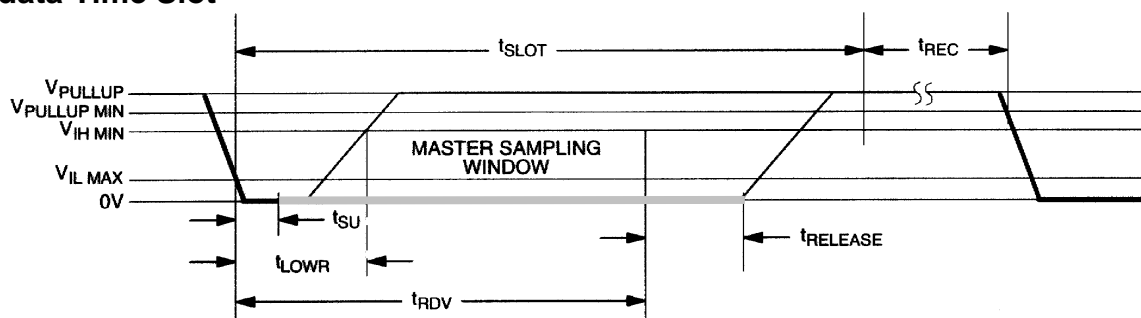 data Time Slot
tSLOT
tREC
VPULLUP
VPULLUP MIN
VIH MIN
MASTER SAMPLING
WINDOW
VIL MAX
0V
tSU
tRELEASE
tLOWR
tRDV